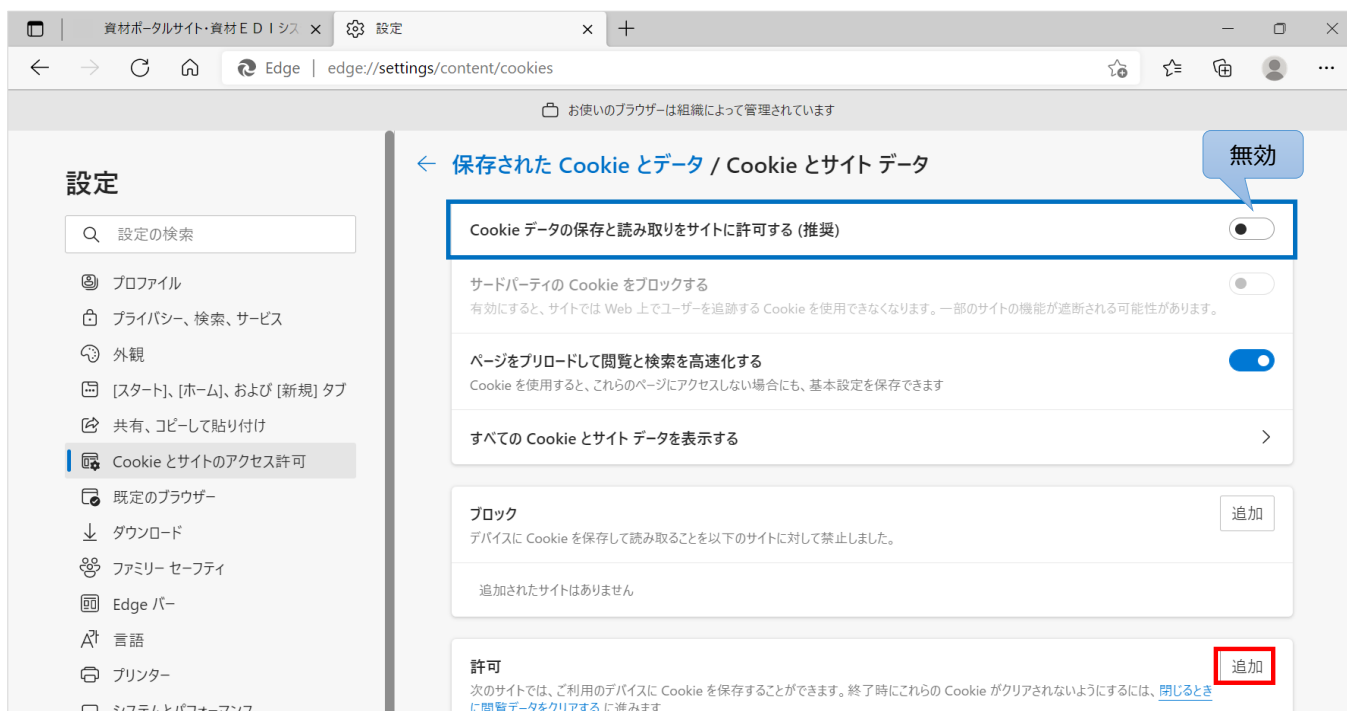 資材ポータルサイト・資材ＥＤＩシス
設定
Edge | edge://settings/content/cookies
お使いのブラウザーは組織によって管理されています
設定
設定の検索
プロファイル
プライバシー、検索、サービス
外観
[スタート]、[ホーム]、および [新規] タブ
共有、コピーして貼り付け
Cookie とサイトのアクセス許可
既定のブラウザー
ダウンロード
ファミリー セーフティ
Edge バー
言語
プリンター
システムとパフォーマンス
保存された Cookie とデータ / Cookie とサイト データ
無効
Cookie データの保存と読み取りをサイトに許可する (推奨)
サードパーティの Cookie をブロックする
有効にすると、サイトでは Web 上でユーザーを追跡する Cookie を使用できなくなります。一部のサイトの機能が遮断される可能性があります。
ページをプリロードして閲覧と検索を高速化する
Cookie を使用すると、これらのページにアクセスしない場合にも、基本設定を保存できます
すべての Cookie とサイト データを表示する
ブロック
追加
デバイスに Cookie を保存して読み取ることを以下のサイトに対して禁止しました。
追加されたサイトはありません
許可
追加
次のサイトでは、ご利用のデバイスに Cookie を保存することができます。終了時にこれらの Cookie がクリアされないようにするには、閉じるとき
に閲覧データをクリアする に進みます